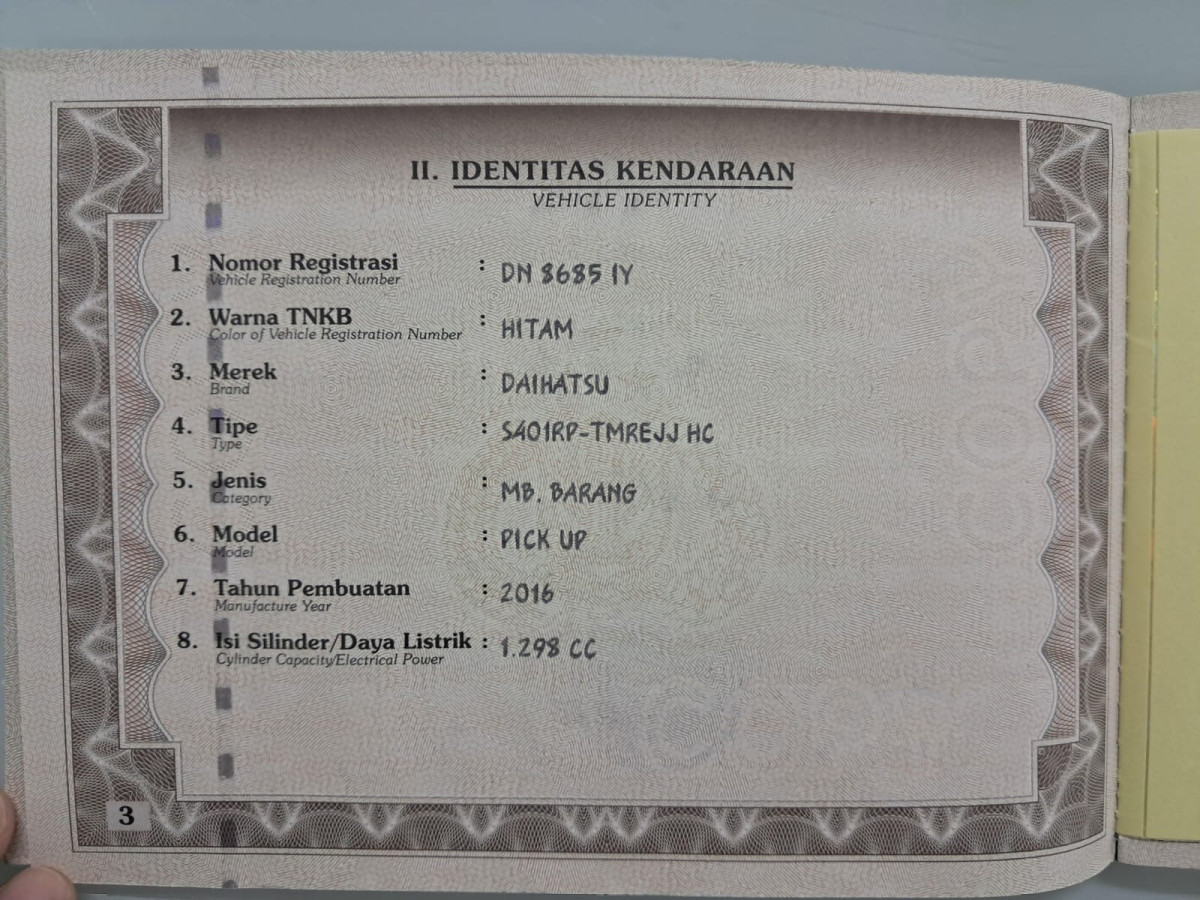 II. IDENTITAS KENDARAAN
VEHICLE IDENTITY
1. Nomor Registrasi : DN 8685 IY
Vehicle Registration Number
2. Warna TNKB : HITAM
Color of Vehicle Registration Number
3. Merek : DAIHATSU
Brand
4. Tipe : S401RP-TMREJJ HC
Type
5. Jenis : MB. BARANG
Category
6. Model : PICK UP
Model
7. Tahun Pembuatan : 2016
Manufacture Year
8. Isi Silinder/Daya Listrik : 1.298 CC
Cylinder Capacity/Electrical Power
3